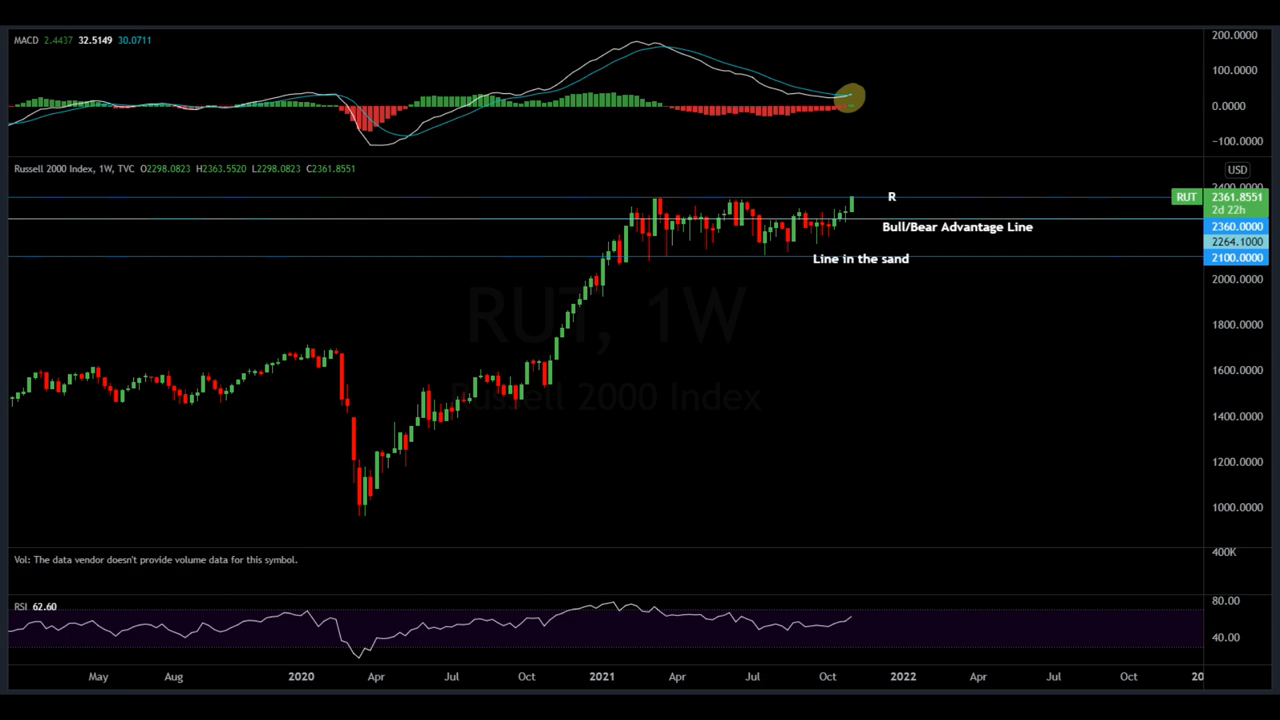 MACD 2.4437 32.5149 30.0711
200.0000
100.0000
0.0000
−100.0000
Russell 2000 Index, 1W, TVC O2298.0823 H2363.5520 L2298.0823 C2361.8551
USD
2400.0000
R
RUT 2361.8551
2d 22h
Bull/Bear Advantage Line
2360.0000
2264.1000
Line in the sand
2100.0000
2000.0000
RUT, 1W
1800.0000
1600.0000
Russell 2000 Index
1400.0000
1200.0000
1000.0000
Vol: The data vendor doesn't provide volume data for this symbol.
400K
RSI 62.60
80.00
40.00
May Aug 2020 Apr Jul Oct 2021 Apr Jul Oct 2022 Apr Jul Oct 20